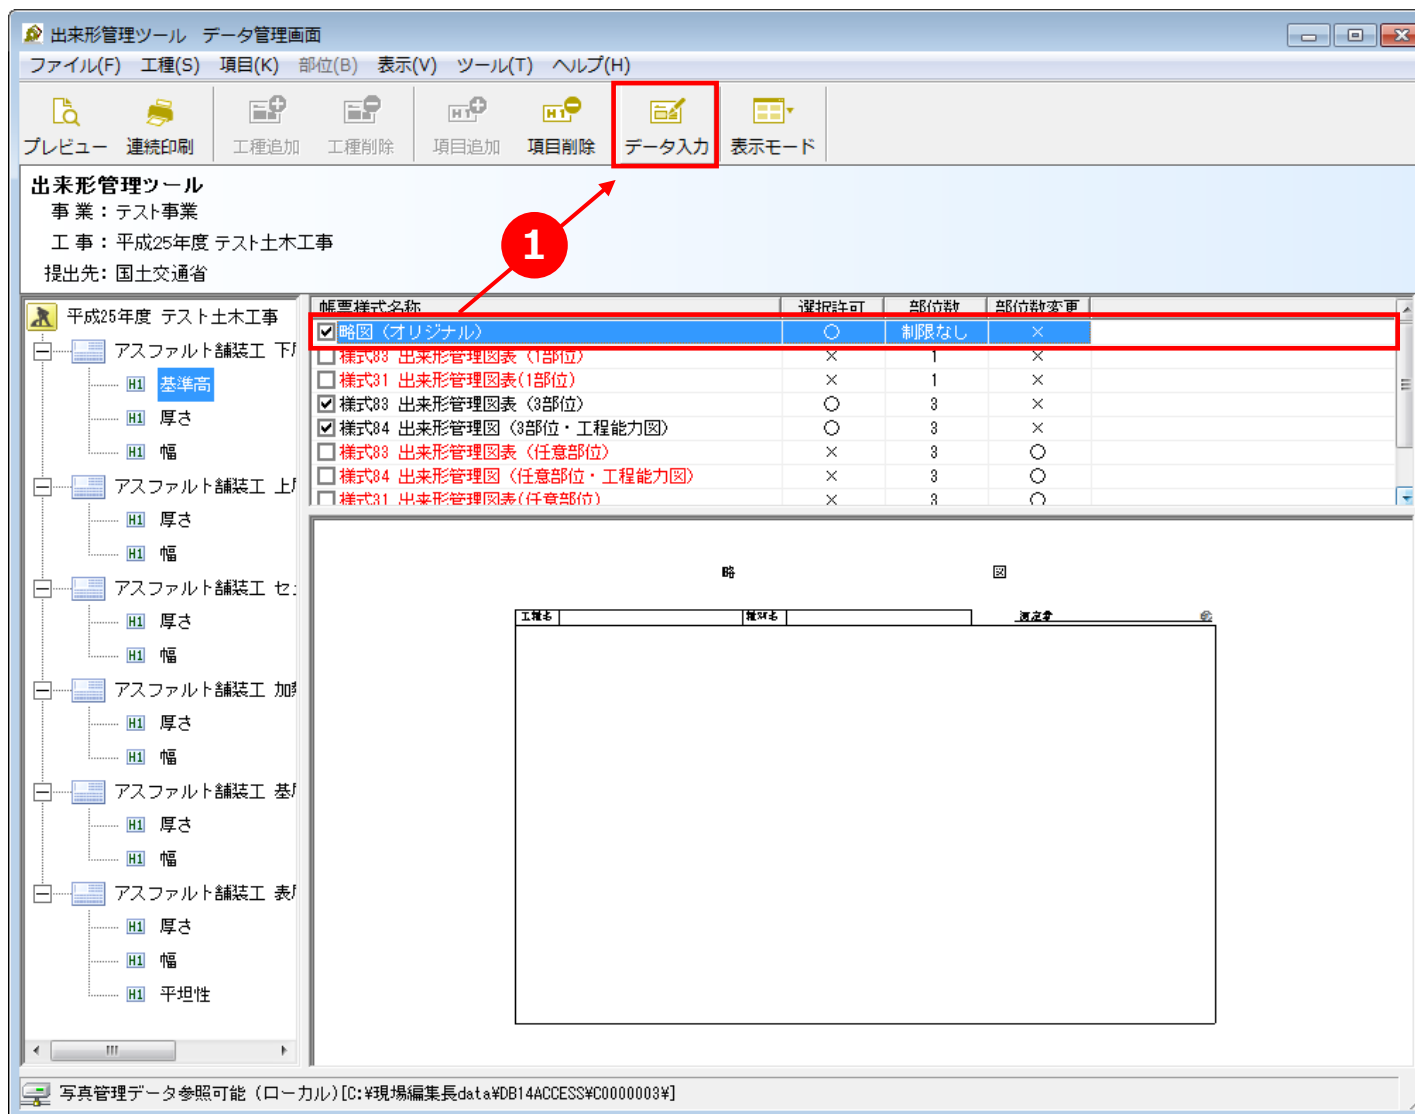 出来形管理ツール データ管理画面
ファイル(F) 工種(S) 項目(K) 部位(B) 表示(V) ツール(T) ヘルプ(H)
プレビュー 連続印刷 工種追加 工種削除 項目追加 項目削除 データ入力 表示モード
出来形管理ツール
事 業：テスト事業
工 事：平成25年度 テスト土木工事
提出先：国土交通省
1
平成25年度 テスト土木工事
アスファルト舗装工 下
H1 基準高
H1 厚さ
H1 幅
アスファルト舗装工 上
H1 厚さ
H1 幅
アスファルト舗装工 セ
H1 厚さ
H1 幅
アスファルト舗装工 加
H1 厚さ
H1 幅
アスファルト舗装工 基
H1 厚さ
H1 幅
アスファルト舗装工 表
H1 厚さ
H1 幅
H1 平坦性
帳票様式名称 選択許可 部位数 部位数変更
略図（オリジナル） ○ 制限なし ×
様式83 出来形管理図表（1部位） × 1 ×
様式31 出来形管理図表(1部位) × 1 ×
様式83 出来形管理図表（3部位） ○ 3 ×
様式84 出来形管理図（3部位・工程能力図） ○ 3 ×
様式83 出来形管理図表（任意部位） × 3 ○
様式84 出来形管理図（任意部位・工程能力図） × 3 ○
様式31 出来形管理図表(任意部位) × 3 ○
略 図
工種名 種別名 測定者
写真管理データ参照可能（ローカル）[C:¥現場編集長data¥DB14ACCESS¥C0000003¥]